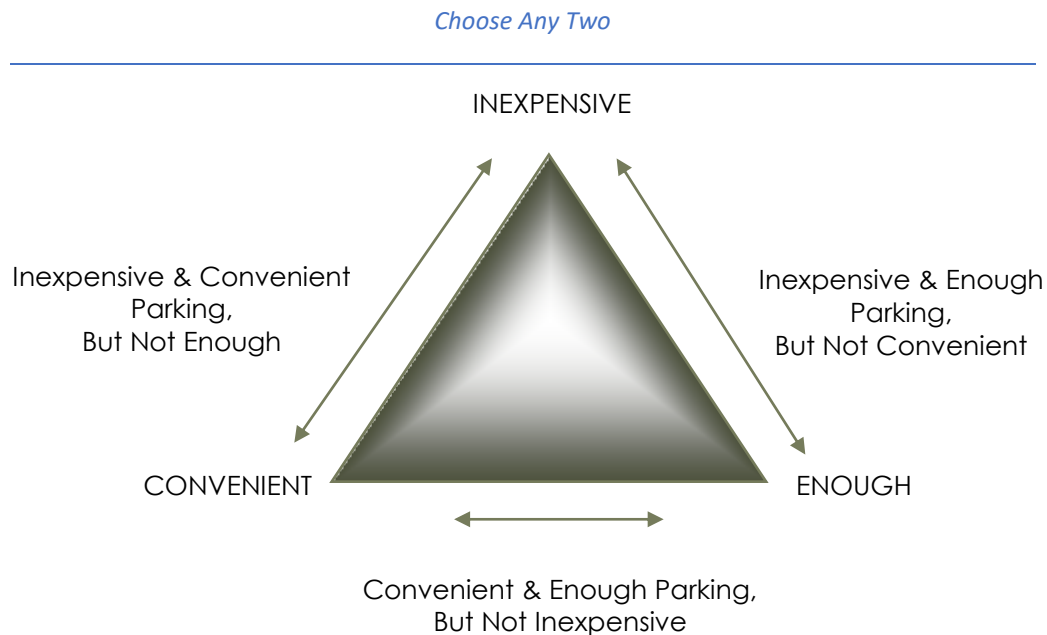 Choose Any Two
INEXPENSIVE
Inexpensive & Convenient
Parking,
But Not Enough
Inexpensive & Enough
Parking,
But Not Convenient
CONVENIENT
ENOUGH
Convenient & Enough Parking,
But Not Inexpensive